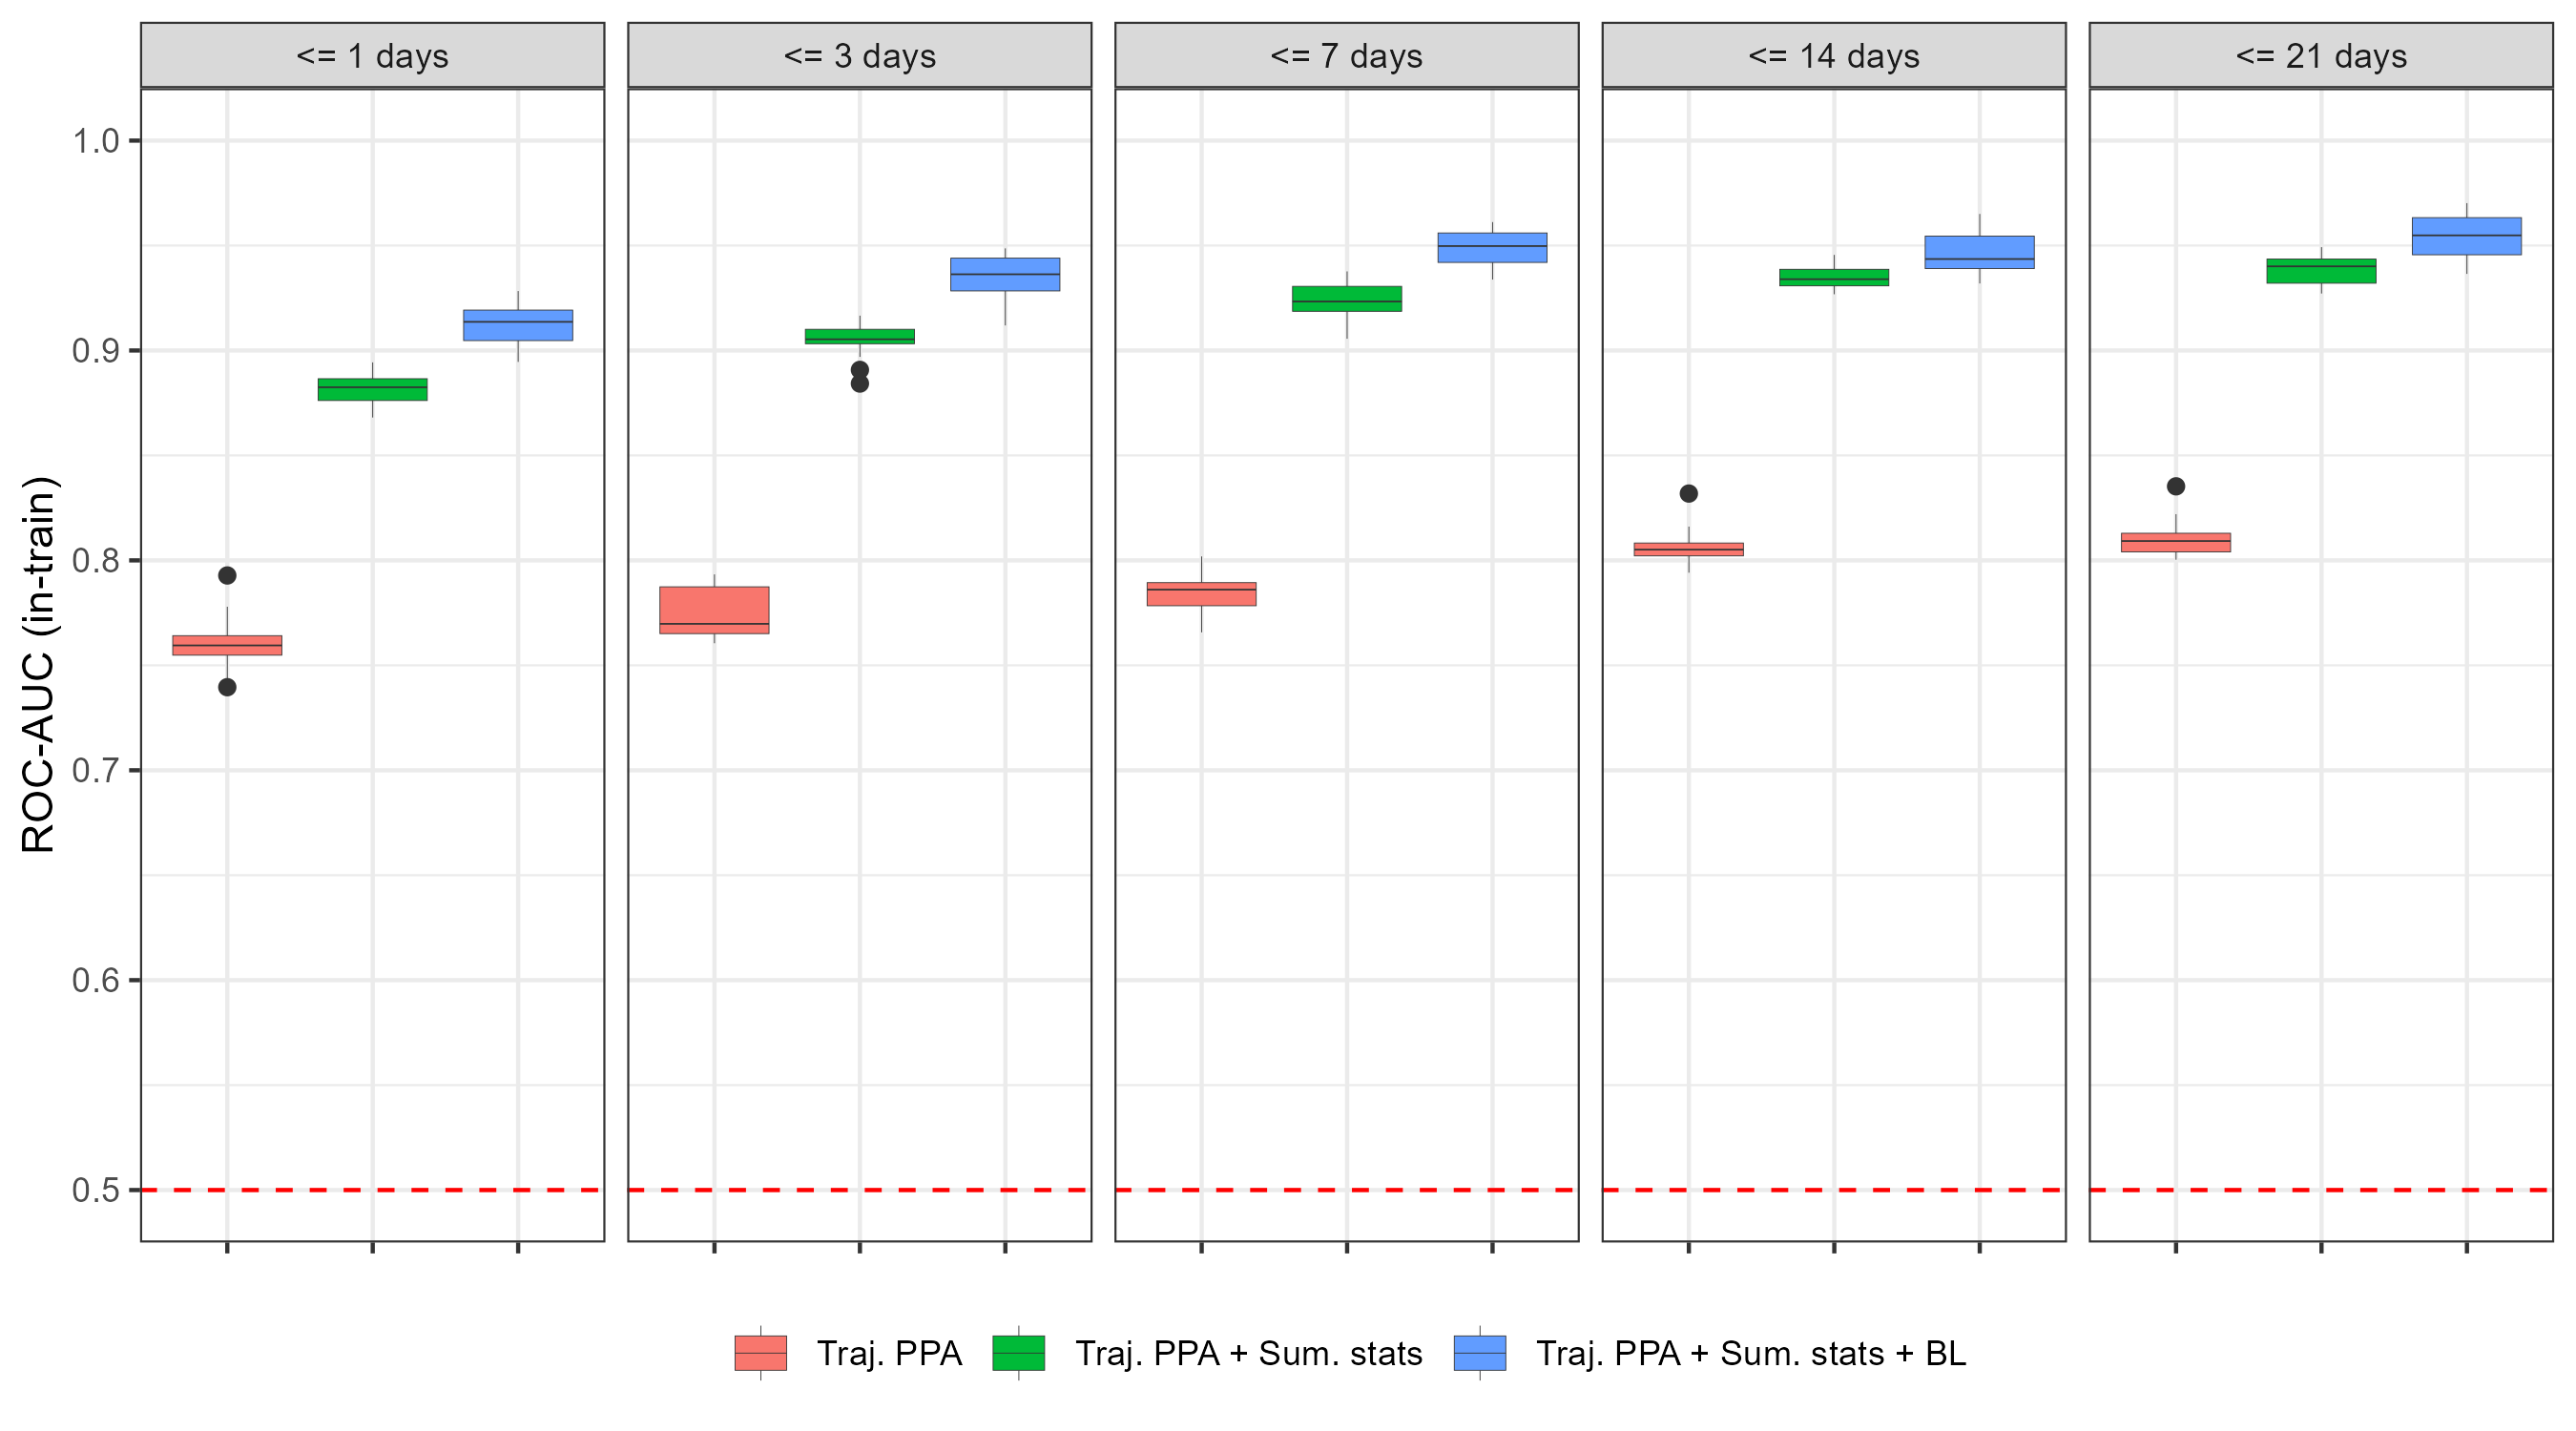 <= 1 days
<= 3 days
<= 7 days
<= 14 days
<= 21 days
ROC-AUC (in-train)
1.0
0.9
0.8
0.7
0.6
0.5
Traj. PPA
Traj. PPA + Sum. stats
Traj. PPA + Sum. stats + BL